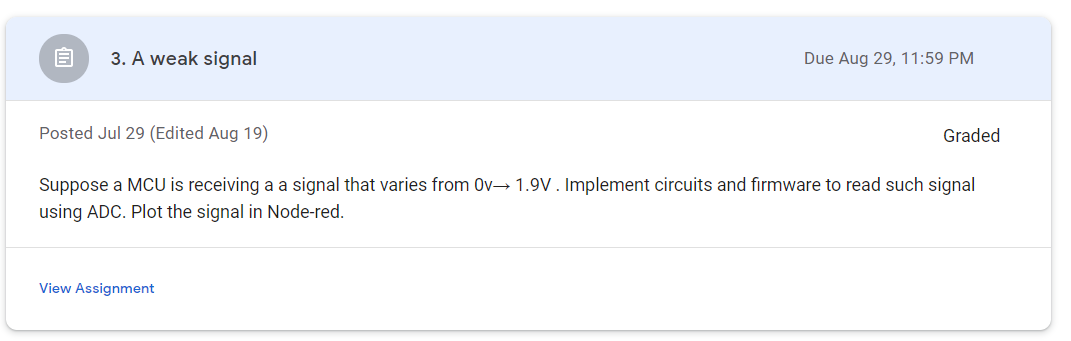 3. A weak signal
Due Aug 29, 11:59 PM
Posted Jul 29 (Edited Aug 19)
Graded
Suppose a MCU is receiving a a signal that varies from 0v→ 1.9V . Implement circuits and firmware to read such signal
using ADC. Plot the signal in Node-red.
View Assignment